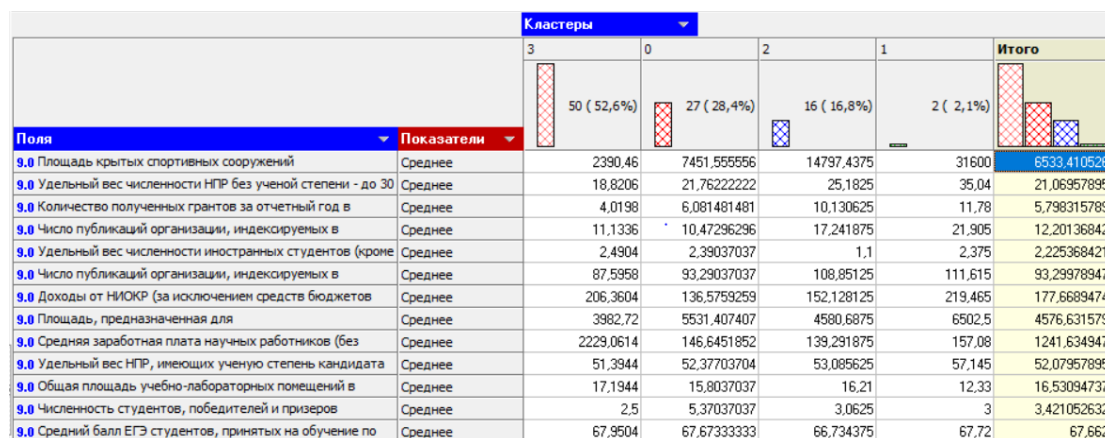 Кластеры
3 0 2 1 Итого
50 ( 52,6%) 27 ( 28,4%) 16 ( 16,8%) 2 ( 2,1%)
Поля Показатели
9.0 Площадь крытых спортивных сооружений Среднее 2390,46 7451,555556 14797,4375 31600 6533,410526
9.0 Удельный вес численности НПР без ученой степени - до 30 Среднее 18,8206 21,76222222 25,1825 35,04 21,06957895
9.0 Количество полученных грантов за отчетный год в Среднее 4,0198 6,081481481 10,130625 11,78 5,798315789
9.0 Число публикаций организации, индексируемых в Среднее 11,1336 10,47296296 17,241875 21,905 12,20136842
9.0 Удельный вес численности иностранных студентов (кроме Среднее 2,4904 2,39037037 1,1 2,375 2,225368421
9.0 Число публикаций организации, индексируемых в Среднее 87,5958 93,29037037 108,85125 111,615 93,29978947
9.0 Доходы от НИОКР (за исключением средств бюджетов Среднее 206,3604 136,5759259 152,128125 219,465 177,6689474
9.0 Площадь, предназначенная для Среднее 3982,72 5531,407407 4580,6875 6502,5 4576,631579
9.0 Средняя заработная плата научных работников (без Среднее 2229,0614 146,6451852 139,291875 157,08 1241,634947
9.0 Удельный вес НПР, имеющих ученую степень кандидата Среднее 51,3944 52,37703704 53,085625 57,145 52,07957895
9.0 Общая площадь учебно-лабораторных помещений в Среднее 17,1944 15,8037037 16,21 12,33 16,53094737
9.0 Численность студентов, победителей и призеров Среднее 2,5 5,37037037 3,0625 3 3,421052632
9.0 Средний балл ЕГЭ студентов, принятых на обучение по Среднее 67,9504 67,67333333 66,734375 67,72 67,662